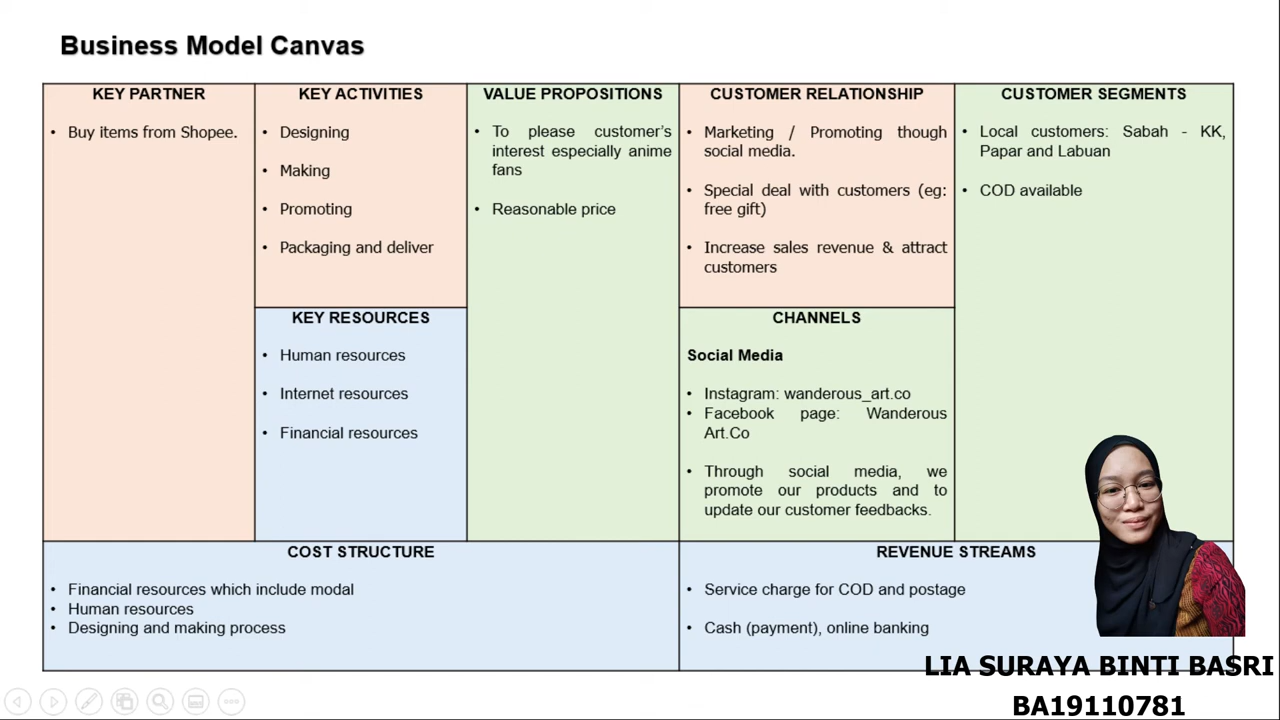 Business Model Canvas
KEY PARTNER
• Buy items from Shopee.
KEY ACTIVITIES
• Designing
• Making
• Promoting
• Packaging and deliver
KEY RESOURCES
• Human resources
• Internet resources
• Financial resources
VALUE PROPOSITIONS
• To please customer's
interest especially anime
fans
• Reasonable price
CUSTOMER RELATIONSHIP
• Marketing / Promoting though
social media.
• Special deal with customers (eg:
free gift)
• Increase sales revenue & attract
customers
CHANNELS
Social Media
• Instagram: wanderous_art.co
• Facebook page: Wanderous
Art.Co
• Through social media, we
promote our products and to
update our customer feedbacks.
CUSTOMER SEGMENTS
• Local customers: Sabah - KK,
Papar and Labuan
• COD available
COST STRUCTURE
• Financial resources which include modal
• Human resources
• Designing and making process
REVENUE STREAMS
• Service charge for COD and postage
• Cash (payment), online banking
LIA SURAYA BINTI BASRI
BA19110781